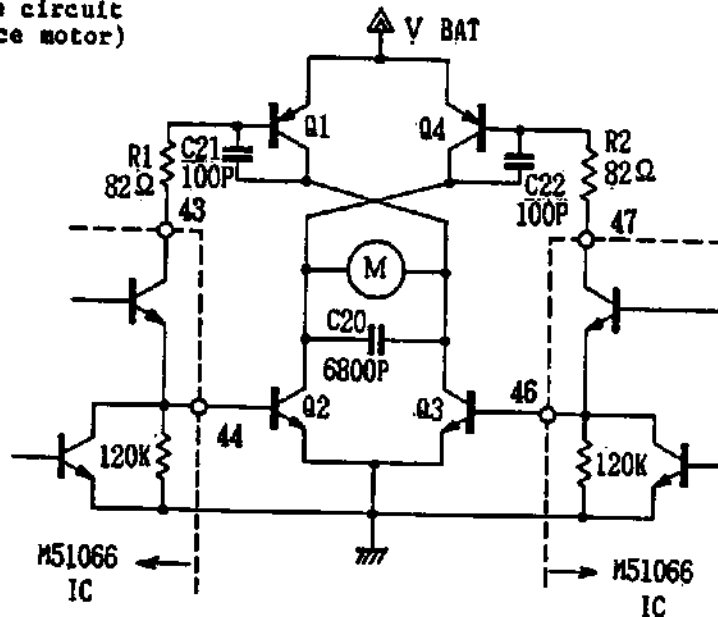 circuit
ce motor)
V BAT
Q1
Q4
R1
82Ω
C21
100P
R2
82Ω
C22
100P
43
47
M
C20
6800P
Q2
Q3
46
44
120K
120K
M51066
IC
M51066
IC